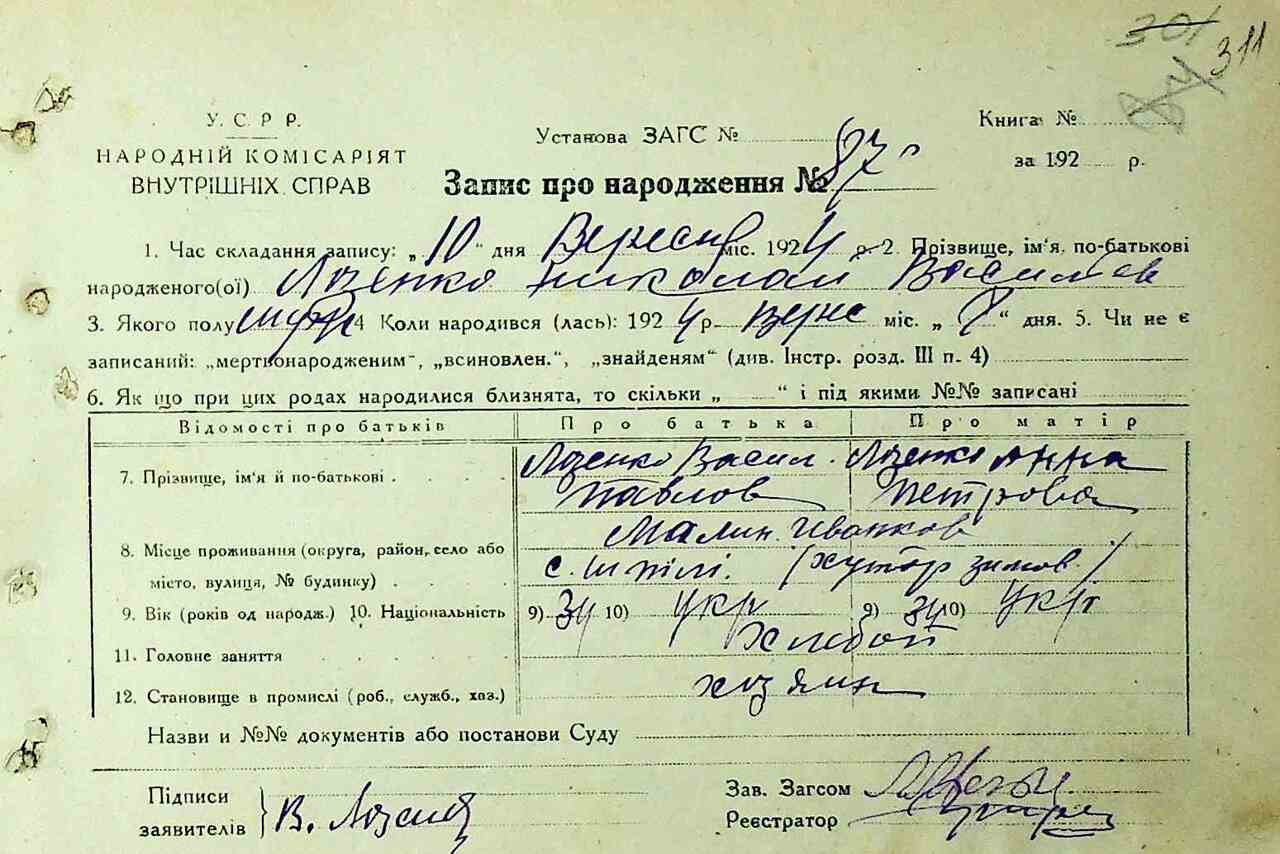 301
311
У. С. Р Р.
НАРОДНІЙ КОМІСАРІЯТ
ВНУТРІШНІХ СПРАВ
Установа ЗАГС №
Книга №
за 192 р.
Запис про народження № 87
1. Час складання запису: „10" дня Вересня міс. 1924 р. 2. Прізвище, ім'я. по-батькові
народженого(ої) Лозенко Николай Васильев
3. Якого полу муж 4 Коли народився (лась): 1924 р. Верес міс. „7" дня. 5. Чи не є
записаний: „мертвонародженим", „всиновлен.", „знайденям" (див. Інстр. розд. III п. 4)
6. Як що при цих родах народилися близнята, то скільки „ " і під якими №№ записані
Відомості про батьків Про батька Про матір
7. Прізвище, ім'я й по-батькові Лозенко Васил. Лозенко Анна
Павлов Петрова
Малин. Иванков
8. Місце проживання (округа, район, село або
місто, вулиця, № будинку) с. Шпілі. (хутор зимов.)
9. Вік (років од народж.) 10. Національність 9) 34 10) укр 9) 34 10) укр
11. Головне заняття Хлебоп
12. Становище в промислі (роб., служб., хаз.) хозяин
Назви и №№ документів або постанови Суду
Підписи
заявителів В. Лозенко
Зав. Загсом
Реєстратор